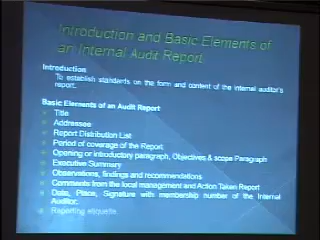 Introduction and Basic Elements of
an Internal Audit Report
Introduction
To establish standards on the form and content of the internal auditor's
report.
Basic Elements of an Audit Report
Title
Addressee
Report Distribution List
Period of coverage of the Report
Opening or introductory paragraph, Objectives & scope Paragraph
Executive Summary
Observations, findings and recommendations
Comments from the local management and Action Taken Report
Date, Place, Signature with membership number of the Internal
Auditor.
Reporting etiquette